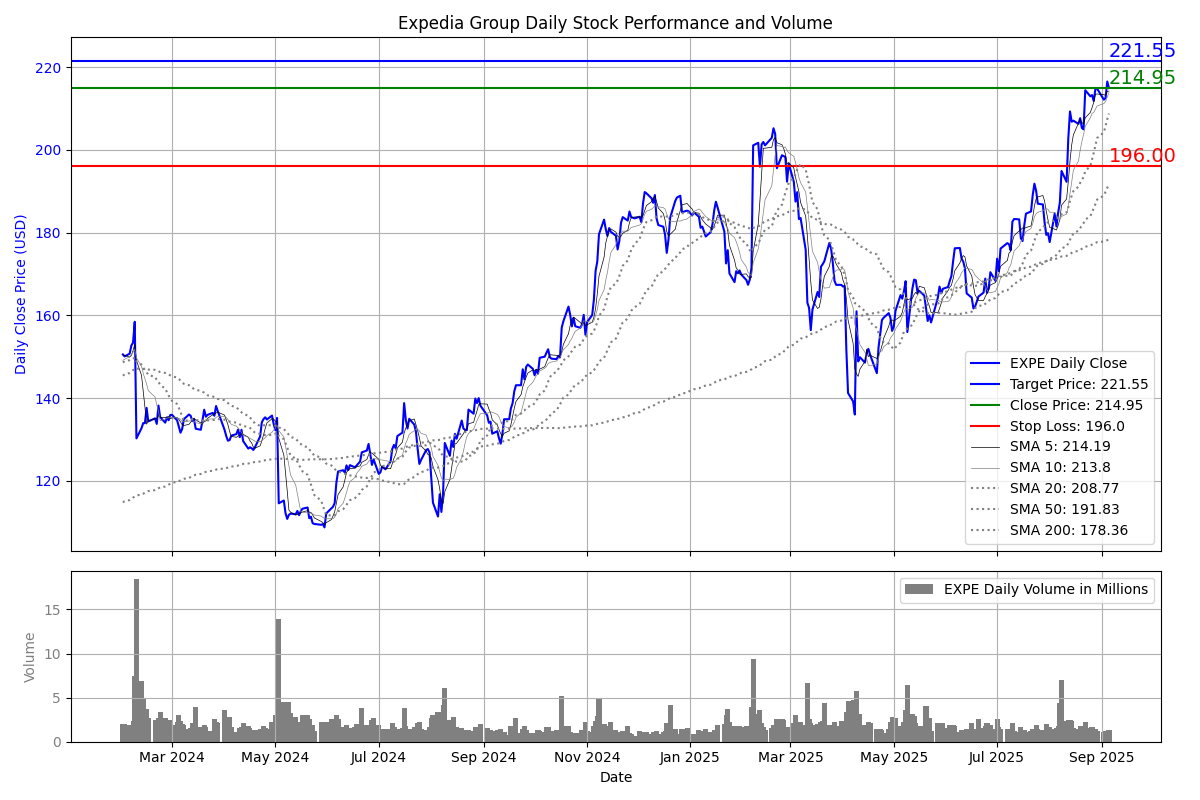 Expedia Group Daily Stock Performance and Volume
221.55
214.95
196.00
Daily Close Price (USD)
220
200
180
160
140
120
EXPE Daily Close
Target Price: 221.55
Close Price: 214.95
Stop Loss: 196.0
SMA 5: 214.19
SMA 10: 213.8
SMA 20: 208.77
SMA 50: 191.83
SMA 200: 178.36
Volume
15
10
5
0
EXPE Daily Volume in Millions
Mar 2024 May 2024 Jul 2024 Sep 2024 Nov 2024 Jan 2025 Mar 2025 May 2025 Jul 2025 Sep 2025
Date